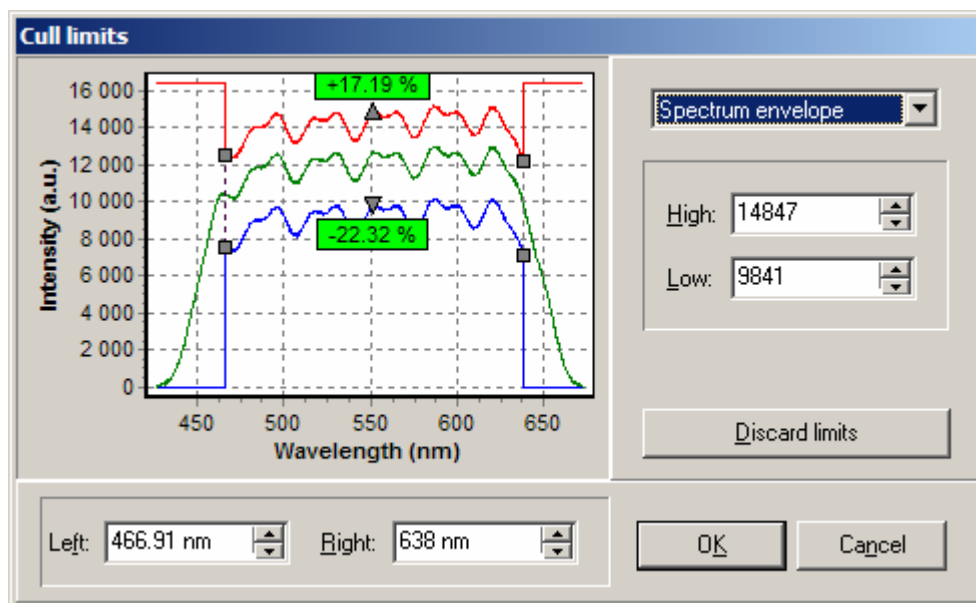 Cull limits
Intensity (a.u.)
16 000
14 000
12 000
10 000
8 000
6 000
4 000
2 000
0
+17.19 %
-22.32 %
450 500 550 600 650
Wavelength (nm)
Spectrum envelope
High: 14847
Low: 9841
Discard limits
Left: 466.91 nm Right: 638 nm OK Cancel